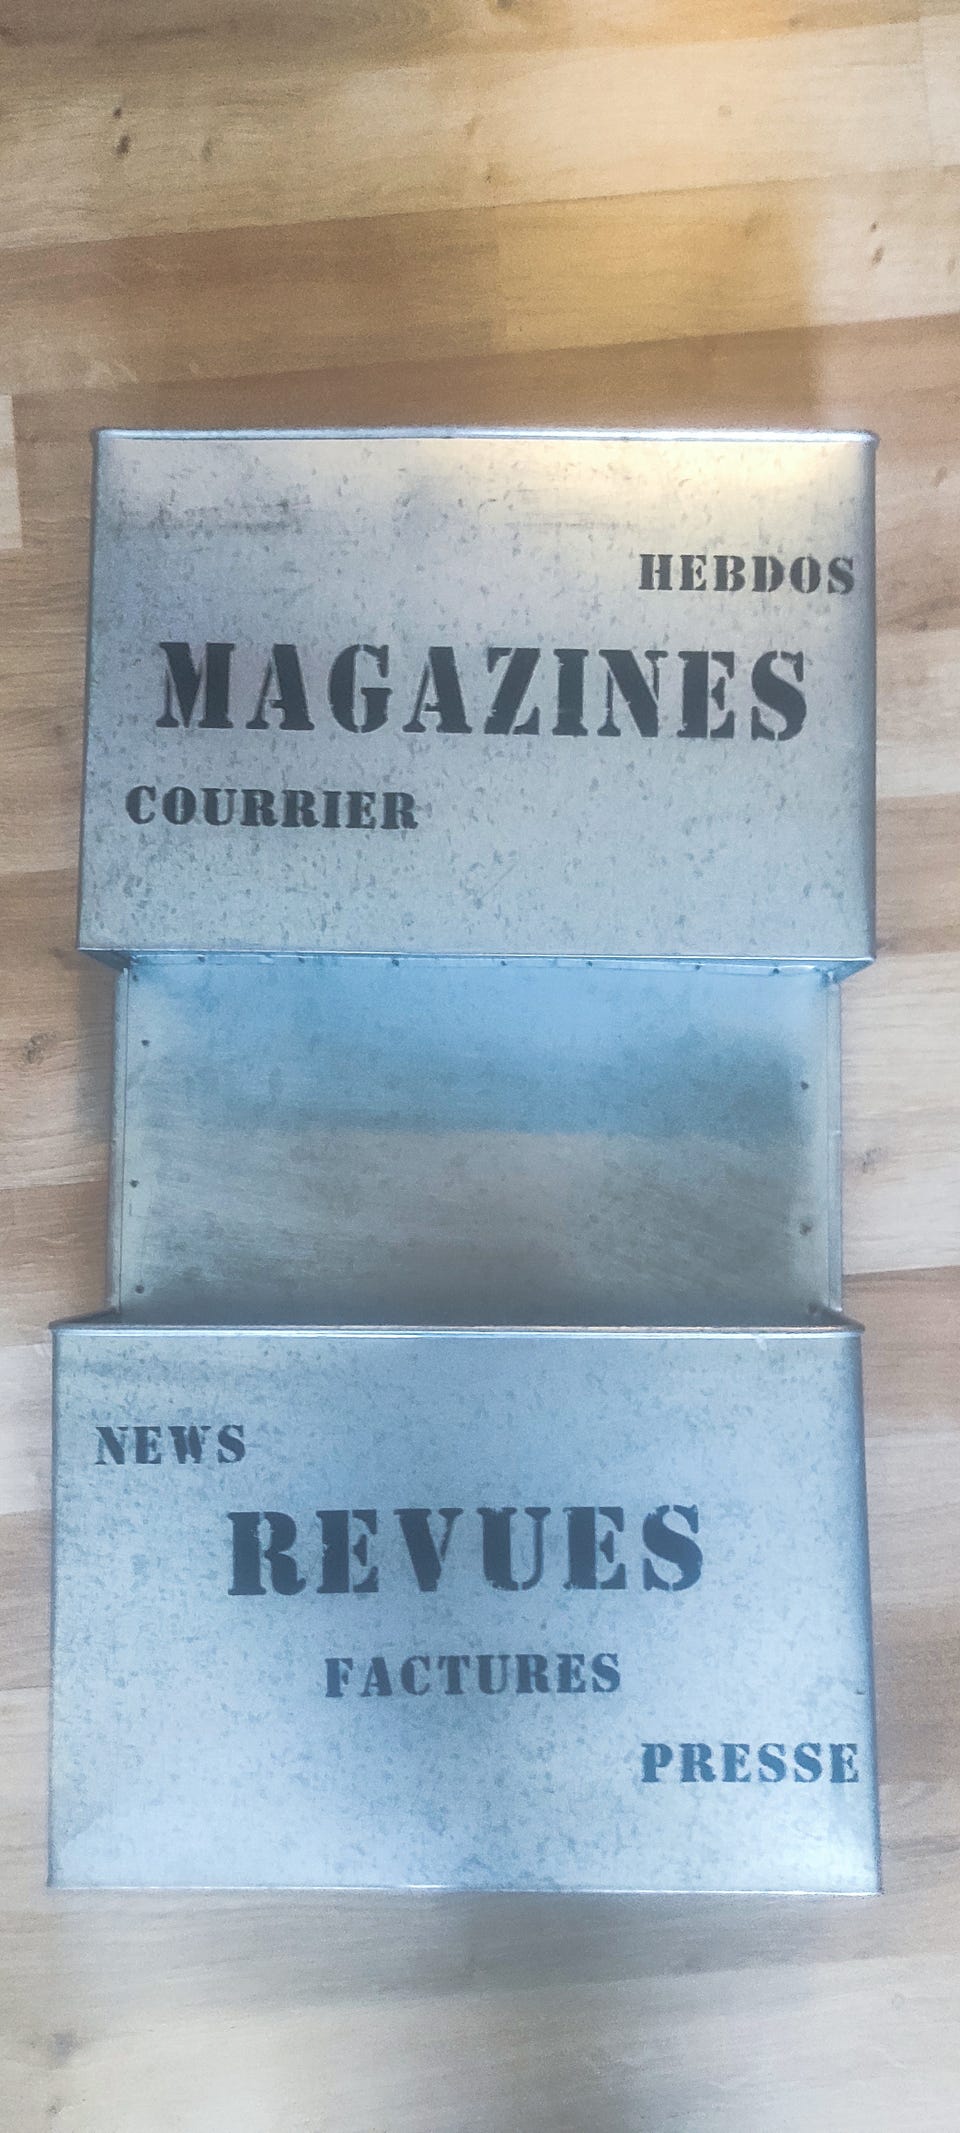 HEBDOS
MAGAZINES
COURRIER
NEWS
REVUES
FACTURES
PRESSE